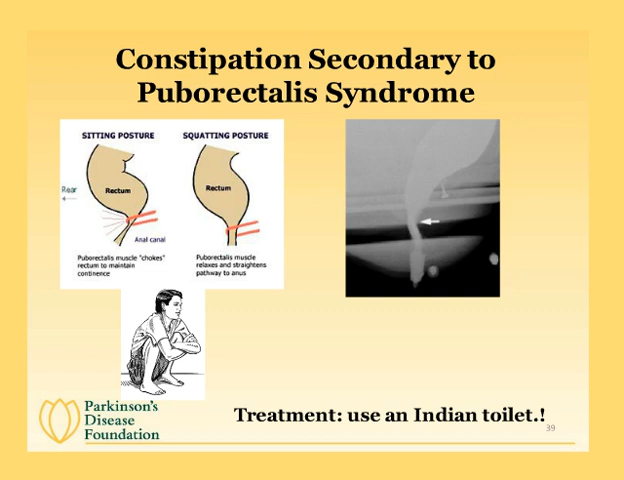 Constipation Secondary to
Puborectalis Syndrome
SITTING POSTURE
SQUATTING POSTURE
Rear
Rectum
Rectum
Anal canal
Puborectalis muscle "chokes"
rectum to maintain
continence
Puborectalis muscle
relaxes and straightens
pathway to anus
Parkinson's
Disease
Foundation
Treatment: use an Indian toilet.!
39